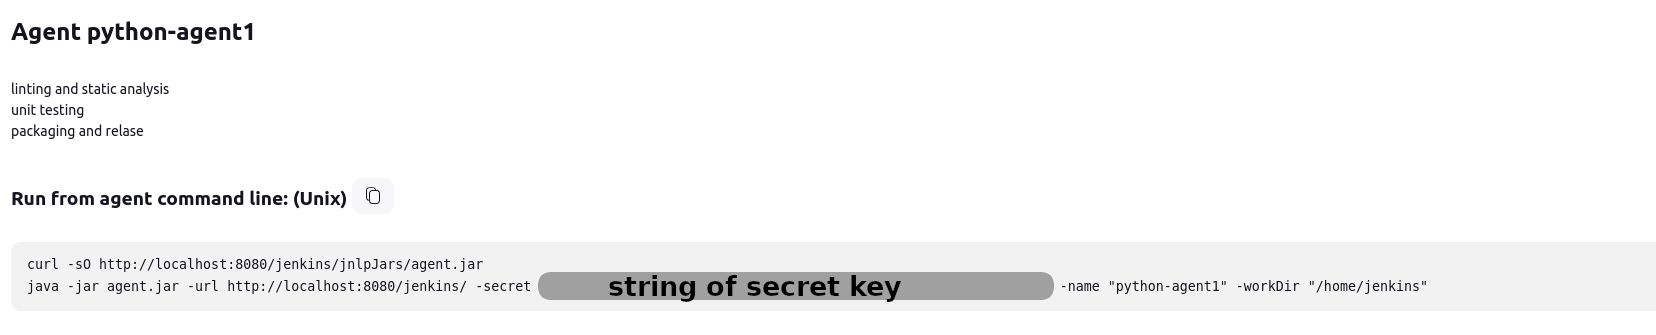 Agent python-agent1
linting and static analysis
unit testing
packaging and relase
Run from agent command line: (Unix)
curl -sO http://localhost:8080/jenkins/jnlpJars/agent.jar
java -jar agent.jar -url http://localhost:8080/jenkins/ -secret string of secret key -name "python-agent1" -workDir "/home/jenkins"